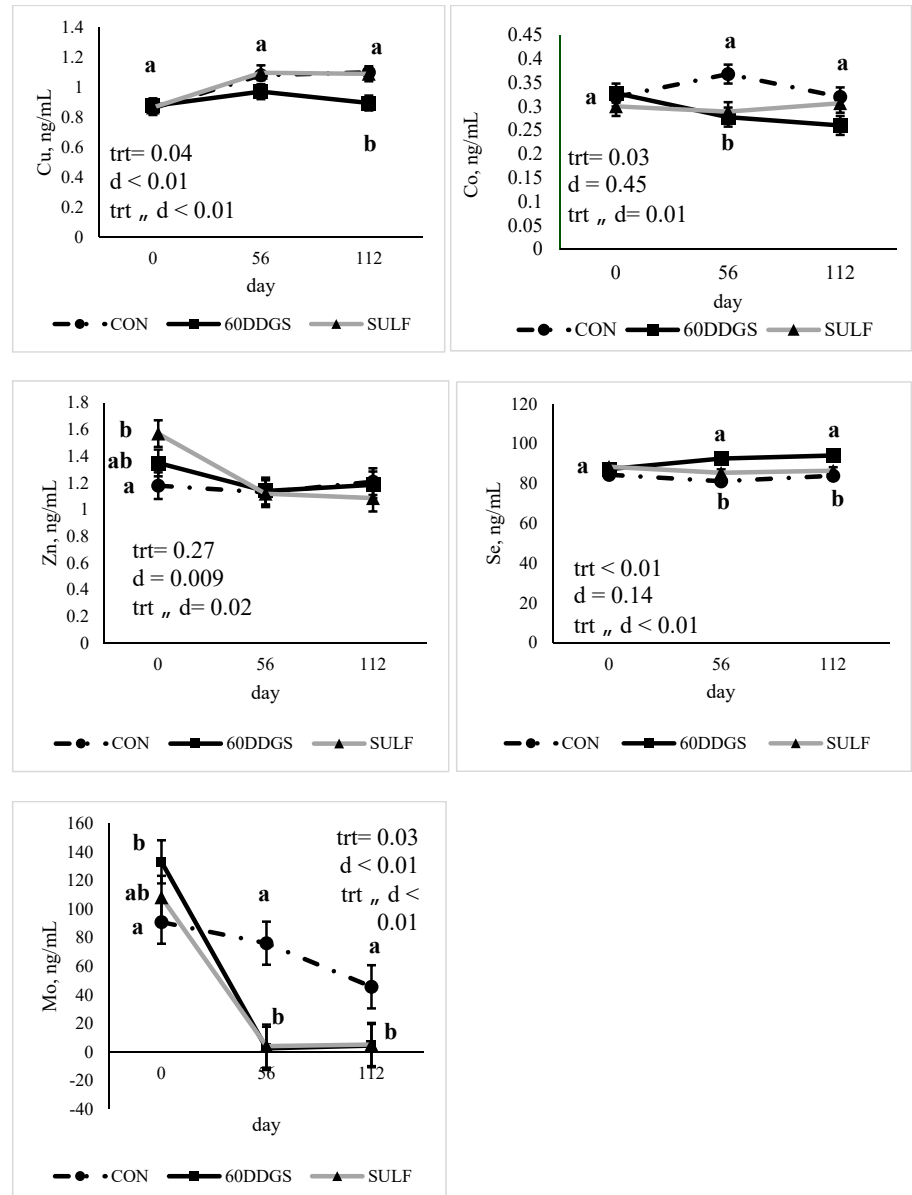 1.4
1.2
1
0.8
0.6
0.4
0.2
0
Cu, ng/mL
a
a
a
b
trt= 0.04
d < 0.01
trt „ d < 0.01
0 56 112
day
CON 60DDGS SULF
0.45
0.4
0.35
0.3
0.25
0.2
0.15
0.1
0.05
0
Co, ng/mL
a
a
a
b
trt= 0.03
d = 0.45
trt „ d= 0.01
0 56 112
day
CON 60DDGS SULF
1.8
1.6
1.4
1.2
1
0.8
0.6
0.4
0.2
0
Zn, ng/mL
b
ab
a
trt= 0.27
d = 0.009
trt „ d= 0.02
0 56 112
day
CON 60DDGS SULF
120
100
80
60
40
20
0
Se, ng/mL
a
a
a
b
b
trt < 0.01
d = 0.14
trt „ d < 0.01
0 56 112
day
CON 60DDGS SULF
160
140
120
100
80
60
40
20
0
-20
-40
Mo, ng/mL
b
ab
a
a
a
b
b
trt= 0.03
d < 0.01
trt „ d <
0.01
0 56 112
day
CON 60DDGS SULF